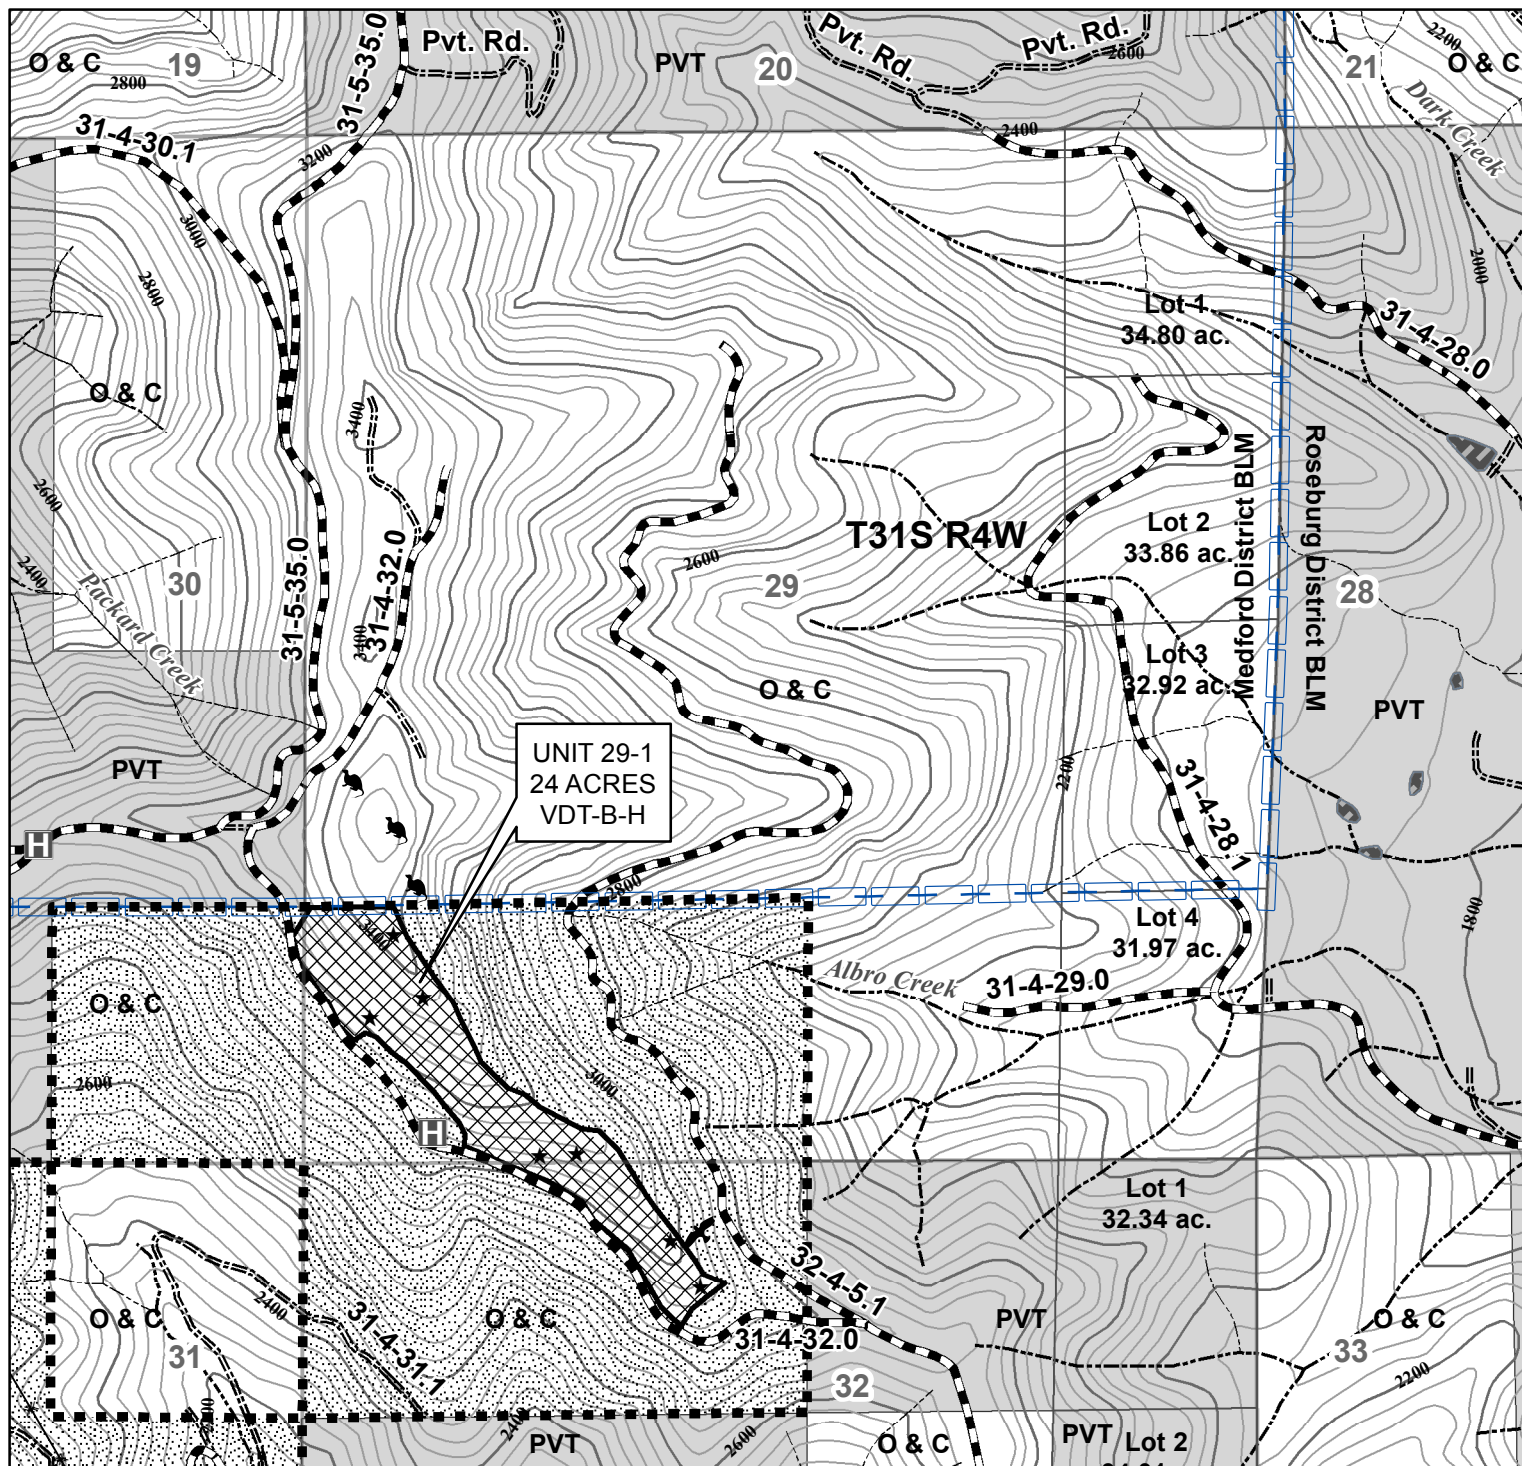 O & C
19
2800
31-5-35.0
Pvt. Rd.
PVT
20
Pvt. Rd.
Pvt. Rd.
2600
21
2200
O & C
Dark Creek
31-4-30.1
3200
2400
3000
2800
2000
O & C
Lot 1
34.80 ac.
31-4-28.0
3400
2600
2400
Packard Creek
30
31-5-35.0
31-4-32.0
3400
2600
T31S R4W
29
Lot 2
33.86 ac.
Medford District BLM
Roseburg District BLM
28
Lot 3
32.92 ac.
O & C
PVT
PVT
2200
31-4-28.1
UNIT 29-1
24 ACRES
VDT-B-H
H
2800
3400
Lot 4
31.97 ac.
1800
O & C
Albro Creek
31-4-29.0
2600
3000
H
Lot 1
32.34 ac.
O & C
31
2400
31-4-31.1
O & C
32-4-5.1
31-4-32.0
PVT
32
33
O & C
2200
2400
PVT
2600
O & C
PVT
Lot 2